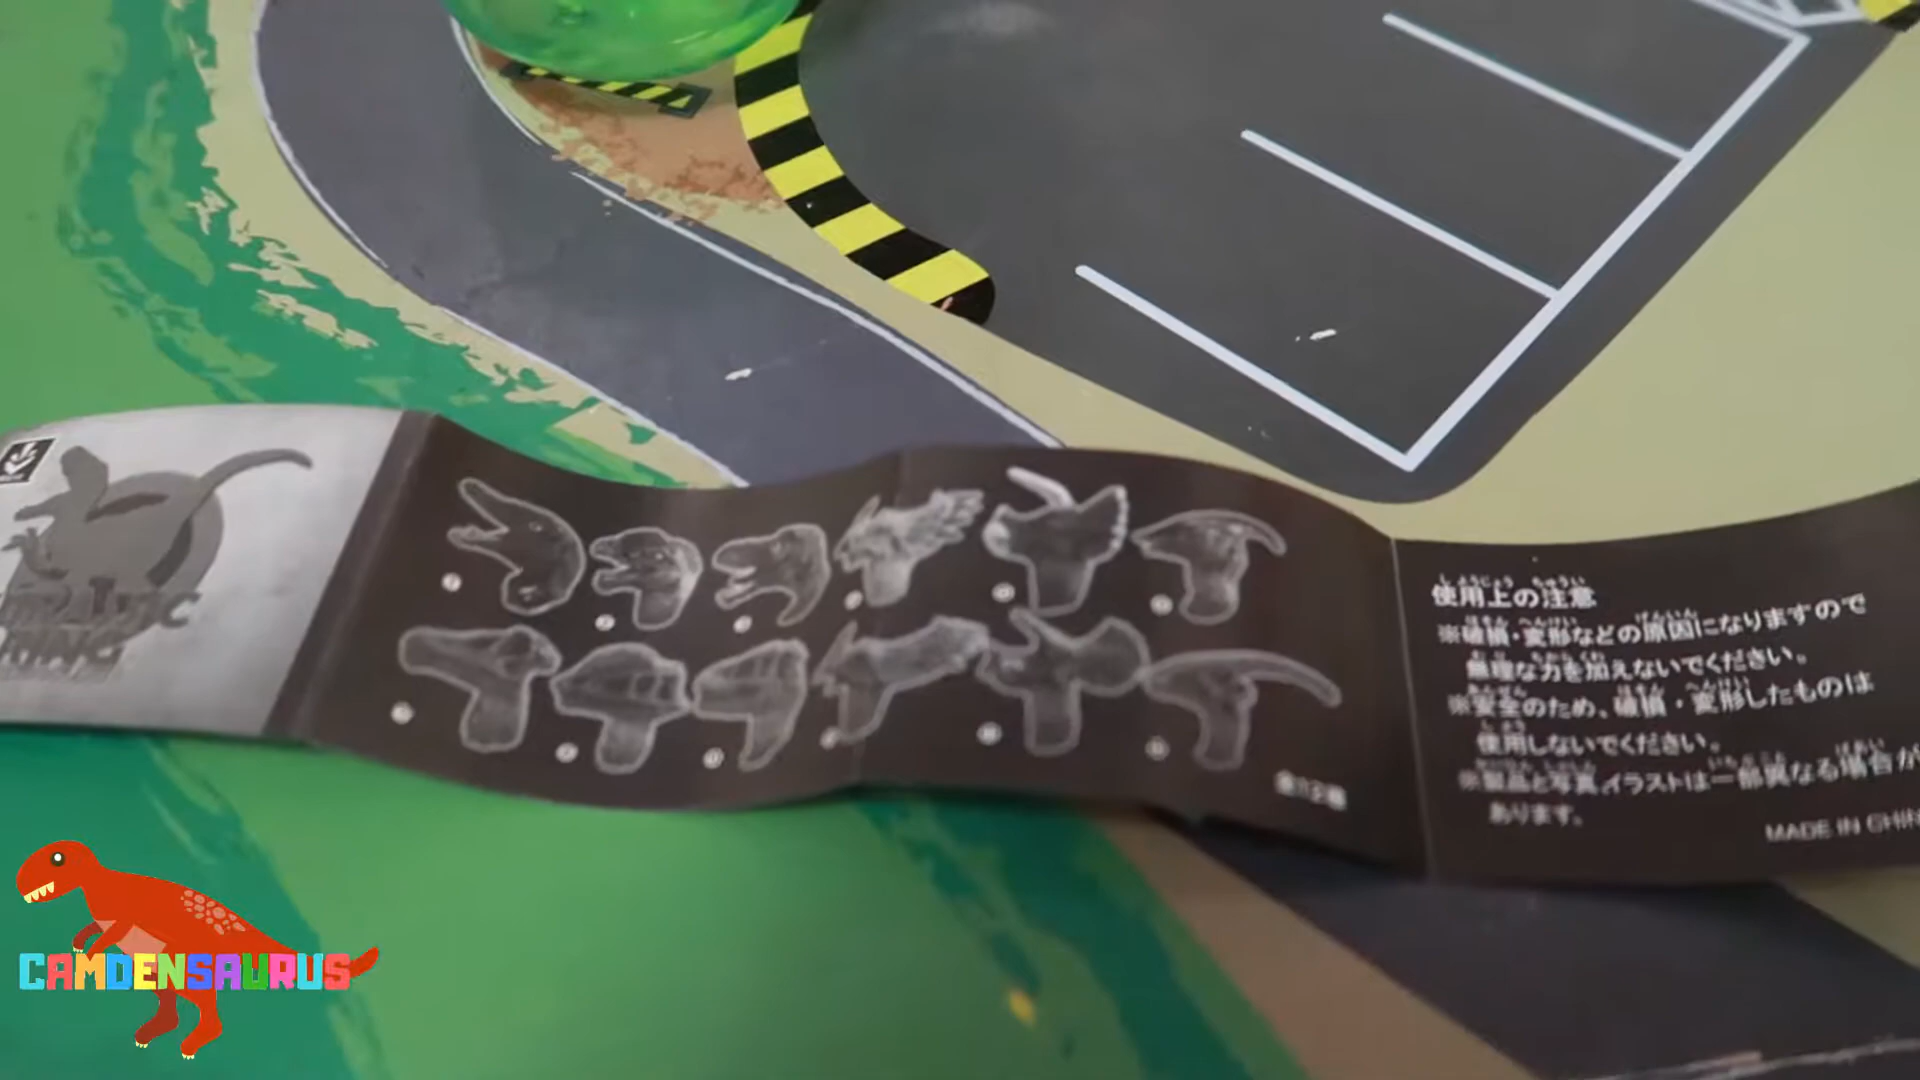 使用上の注意
※破損・変形などの原因になりますので
無理な力を加えないでください。
※安全のため、破損・変形したものは
使用しないでください。
※製品と写真イラストは一部異なる場合が
あります。
MADE IN CHIN
全12種
CAMDENSAURUS